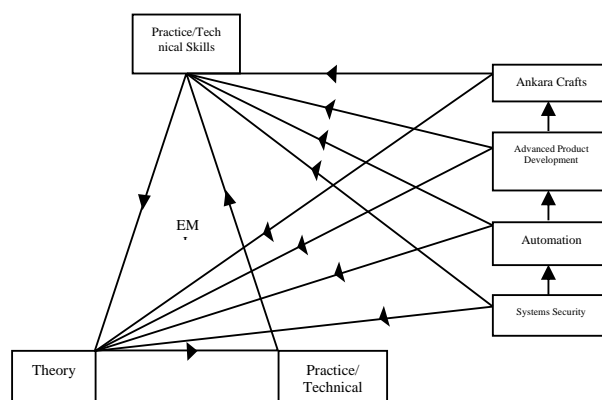 Practice/Tech
nical Skills
Ankara Crafts
Advanced Product
Development
EM
Automation
Systems Security
Theory
Practice/
Technical